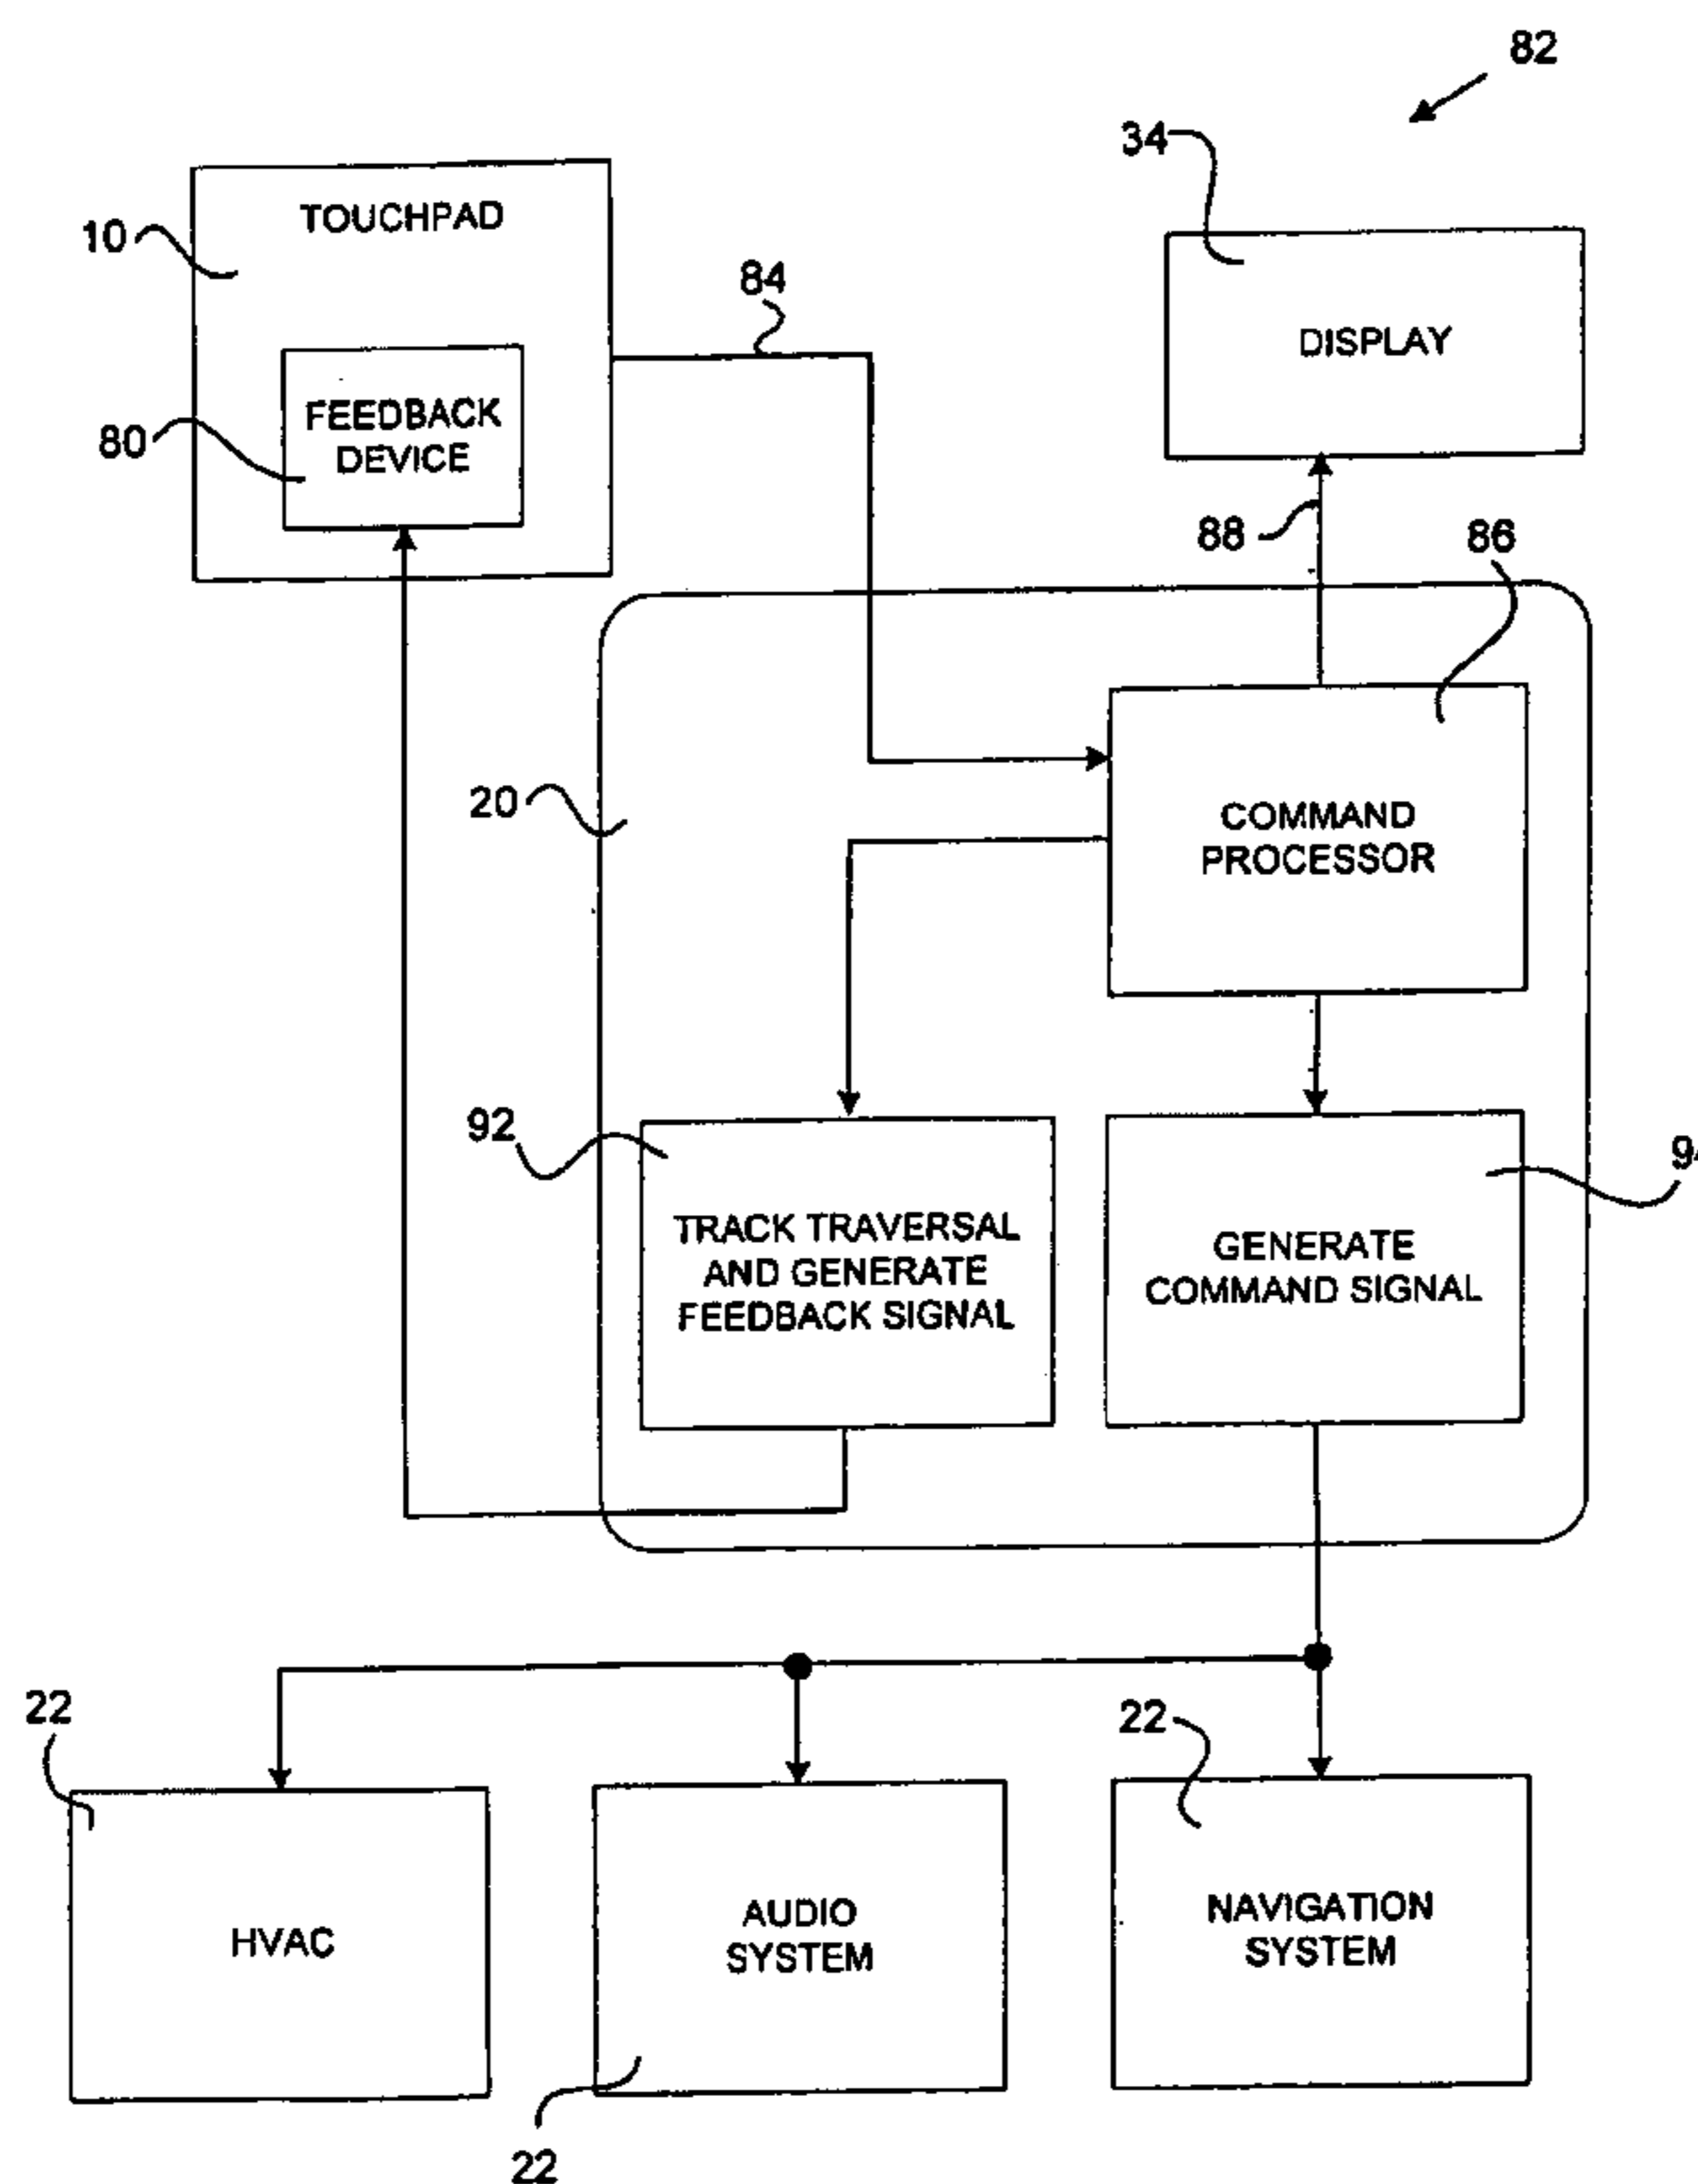 82
34
10
TOUCHPAD
84
DISPLAY
80
FEEDBACK
DEVICE
88
86
20
COMMAND
PROCESSOR
92
TRACK TRAVERSAL
AND GENERATE
FEEDBACK SIGNAL
GENERATE
COMMAND SIGNAL
22
22
HVAC
AUDIO
SYSTEM
NAVIGATION
SYSTEM
22